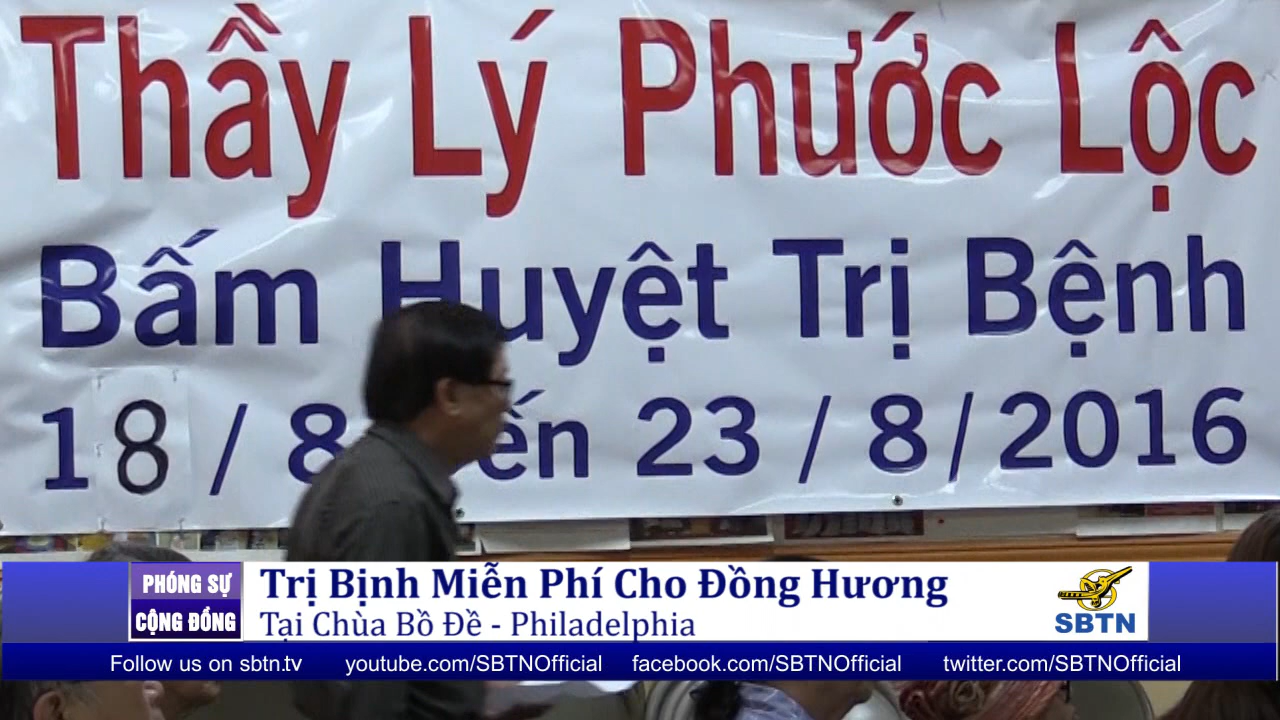 Thầy Lý Phước Lộc
Bấm Huyệt Trị Bệnh
18 / 8 đến 23 / 8 / 2016
PHÓNG SỰ
CỘNG ĐỒNG
Trị Bịnh Miễn Phí Cho Đồng Hương
Tại Chùa Bồ Đề - Philadelphia
SBTN
Follow us on sbtn.tv youtube.com/SBTNOfficial facebook.com/SBTNOfficial twitter.com/SBTNOfficial